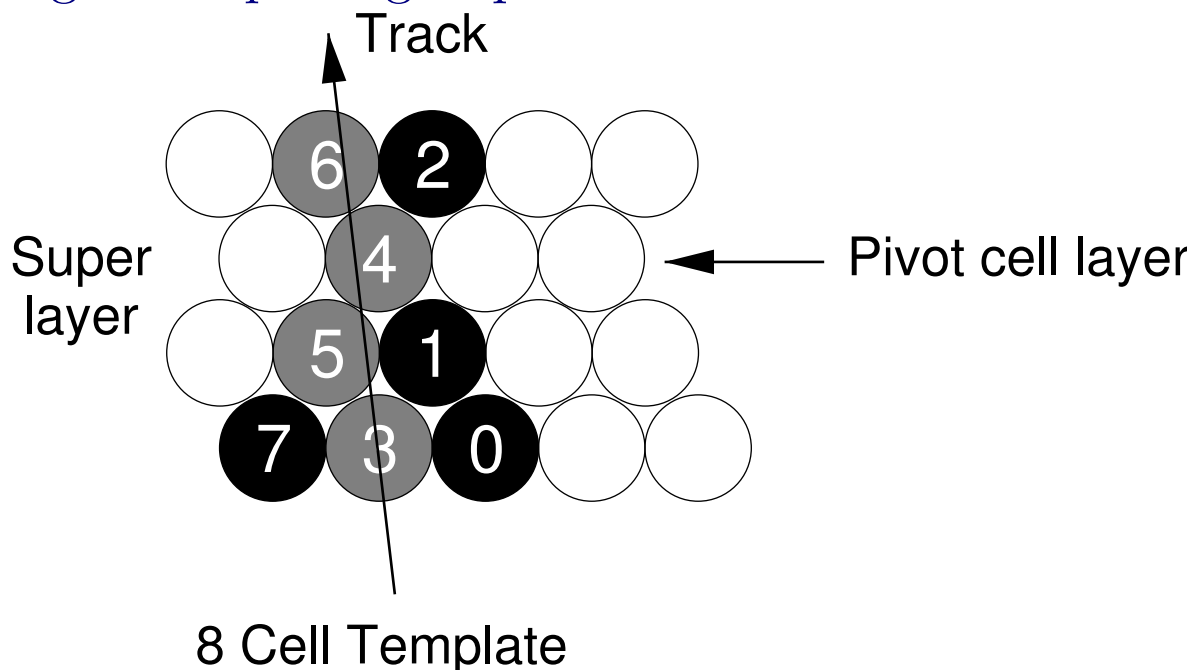 Track
6 2
Super
layer
4
Pivot cell layer
5 1
7 3 0
8 Cell Template